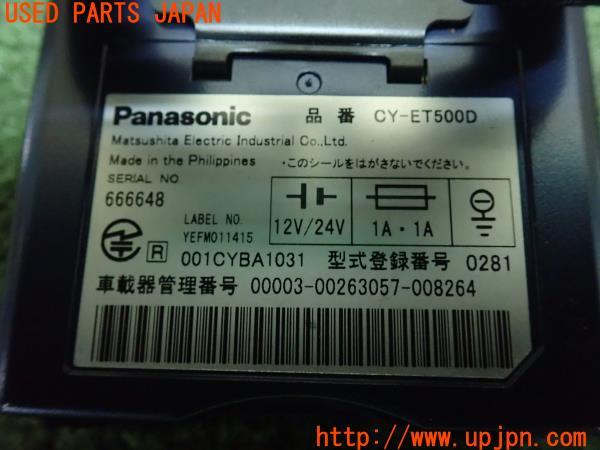 USED PARTS JAPAN
Panasonic 品番 CY-ET500D
Matsushita Electric Industrial Co.,Ltd.
Made in the Philippines ・このシールをはがさないでください。
SERIAL NO.
666648
LABEL NO.
YEFM011415
12V/24V 1A・1A
R 001CYBA1031 型式登録番号 0281
車載器管理番号 00003-00263057-008264
UPJ http://www.upjpn.com